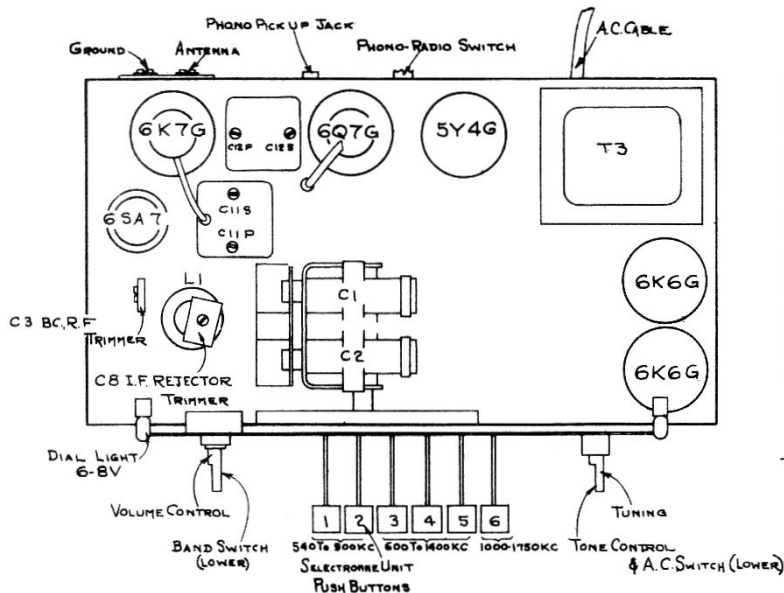 PHONO PICK UP JACK
GROUND
ANTENNA
PHONO-RADIO SWITCH
A.C. CABLE
6K7G
C12P
C12S
6Q7G
5Y4G
T3
C11S
C11P
6SA7
L1
C1
6K6G
C3 BC.R.F
TRIMMER
C2
6K6G
C8 I.F. REJECTOR
TRIMMER
DIAL LIGHT
6-8V
VOLUME CONTROL
BAND SWITCH
(LOWER)
1 2 3 4 5 6
540 TO 900KC 600 TO 1400KC 1000-1750KC
SELECTRONNE UNIT
PUSH BUTTONS
TUNING
TONE CONTROL
& A.C. SWITCH (LOWER)